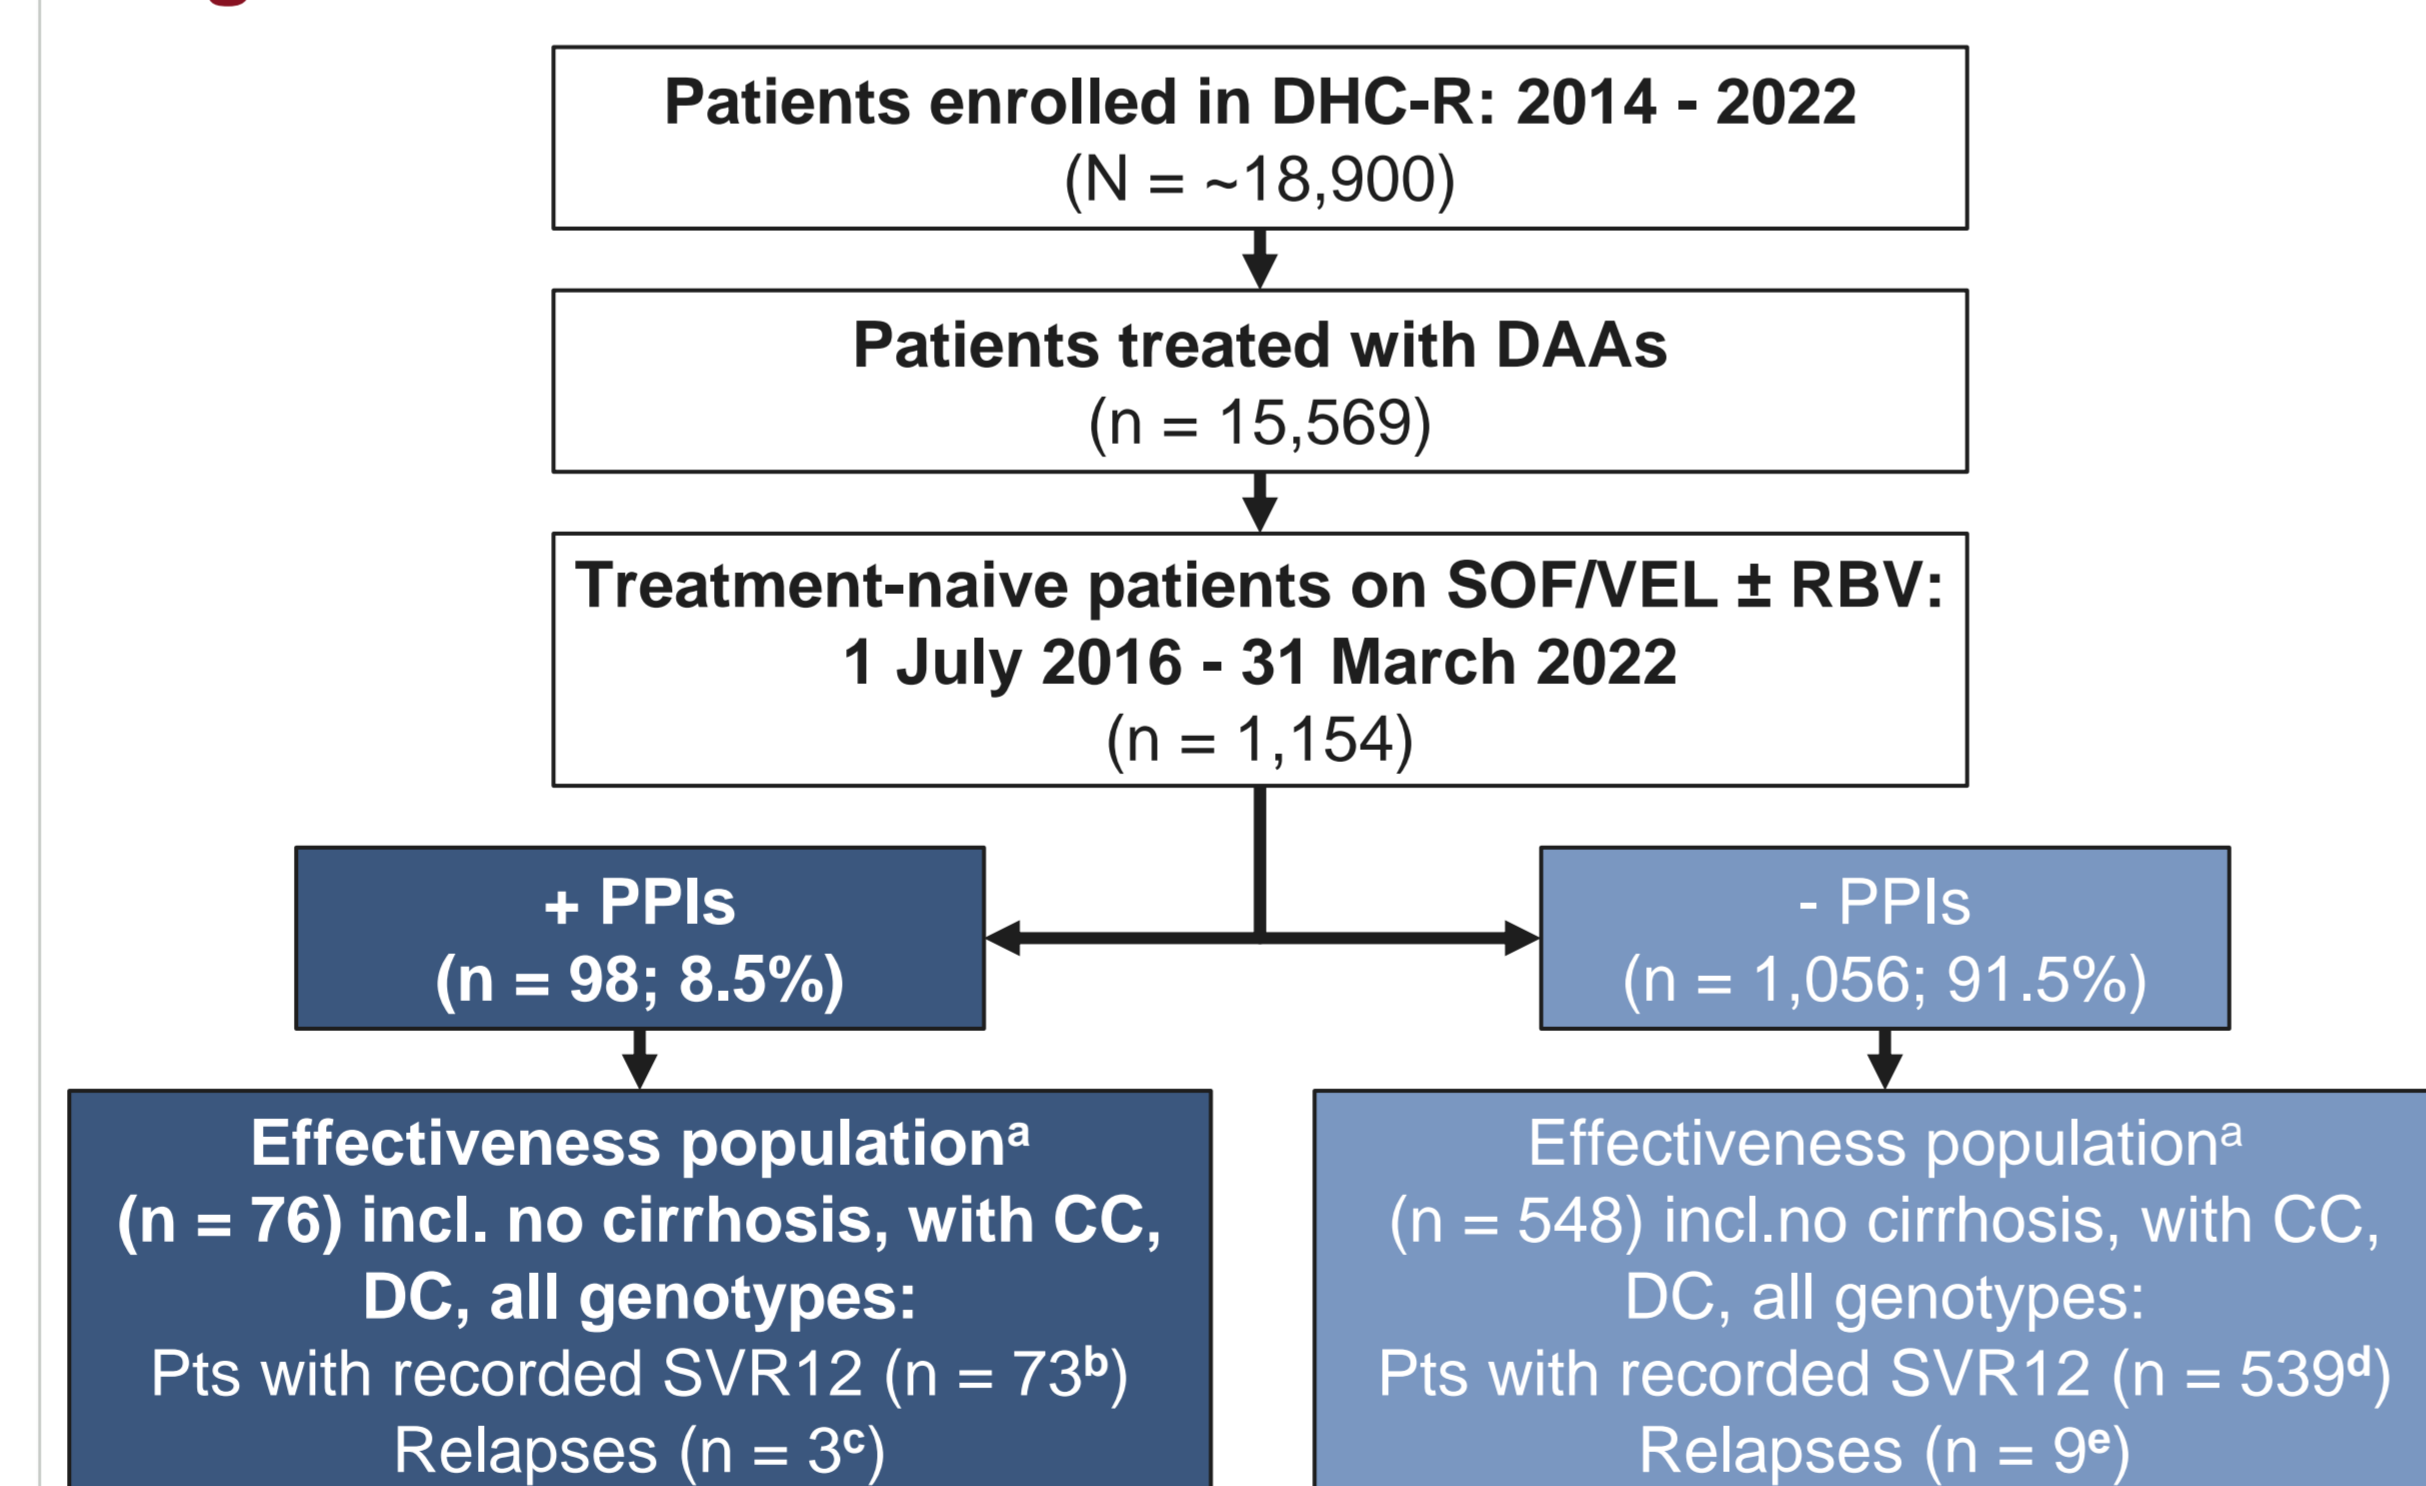 Patients enrolled in DHC-R: 2014 - 2022
(N = ~18,900)
Patients treated with DAAs
(n = 15,569)
Treatment-naive patients on SOF/VEL ± RBV:
1 July 2016 - 31 March 2022
(n = 1,154)
+ PPIs
(n = 98; 8.5%)
- PPIs
(n = 1,056; 91.5%)
Effectiveness populationᵃ
(n = 76) incl. no cirrhosis, with CC,
DC, all genotypes:
Pts with recorded SVR12 (n = 73ᵇ)
Relapses (n = 3ᶜ)
Effectiveness populationᵃ
(n = 548) incl.no cirrhosis, with CC,
DC, all genotypes:
Pts with recorded SVR12 (n = 539ᵈ)
Relapses (n = 9ᵉ)